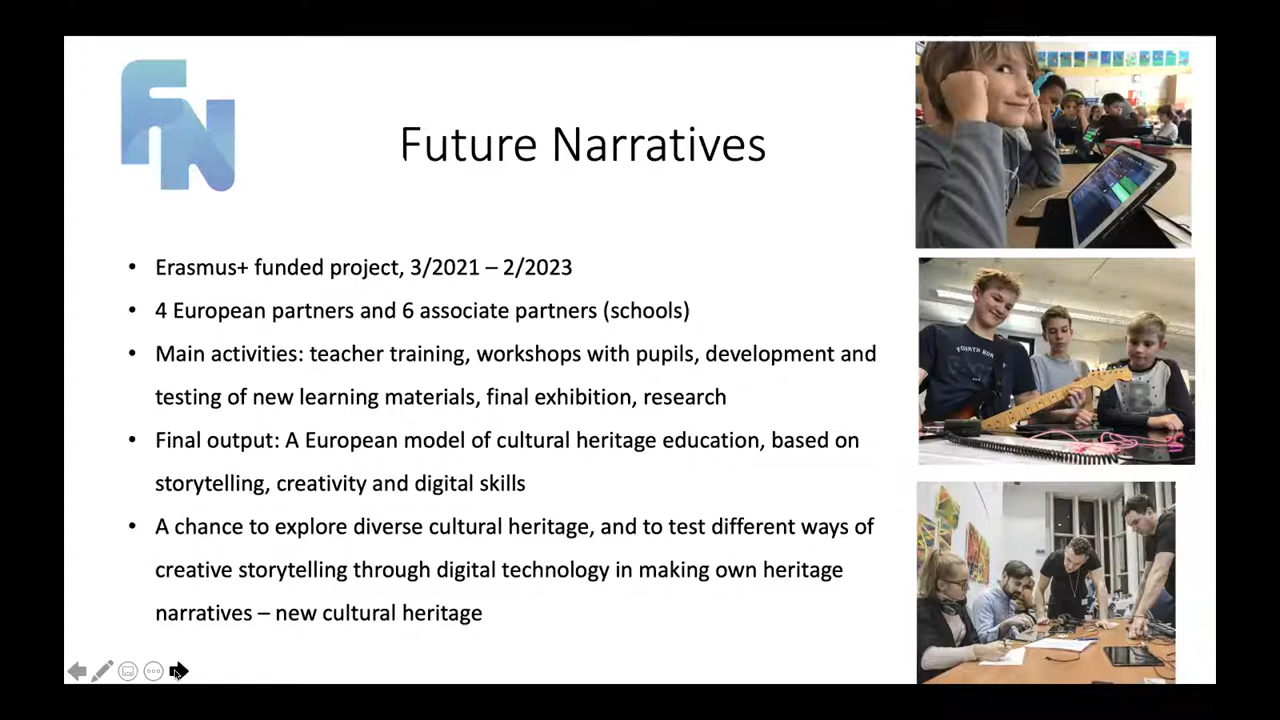 FN
Future Narratives
• Erasmus+ funded project, 3/2021 – 2/2023
• 4 European partners and 6 associate partners (schools)
• Main activities: teacher training, workshops with pupils, development and
testing of new learning materials, final exhibition, research
• Final output: A European model of cultural heritage education, based on
storytelling, creativity and digital skills
• A chance to explore diverse cultural heritage, and to test different ways of
creative storytelling through digital technology in making own heritage
narratives – new cultural heritage